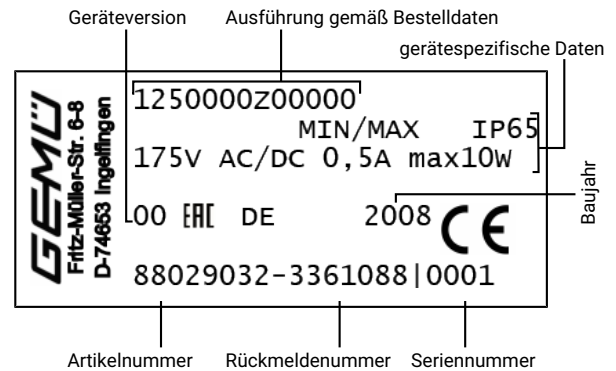 Geräteversion
Ausführung gemäß Bestelldaten
gerätespezifische Daten
GEMÜ
Fritz-Müller-Str. 6-8
D-74653 Ingelfingen
1250000Z00000
MIN/MAX IP65
175V AC/DC 0,5A max10W
00 EAC DE 2008 CE
88029032-3361088|0001
Baujahr
Artikelnummer
Rückmeldenummer
Seriennummer